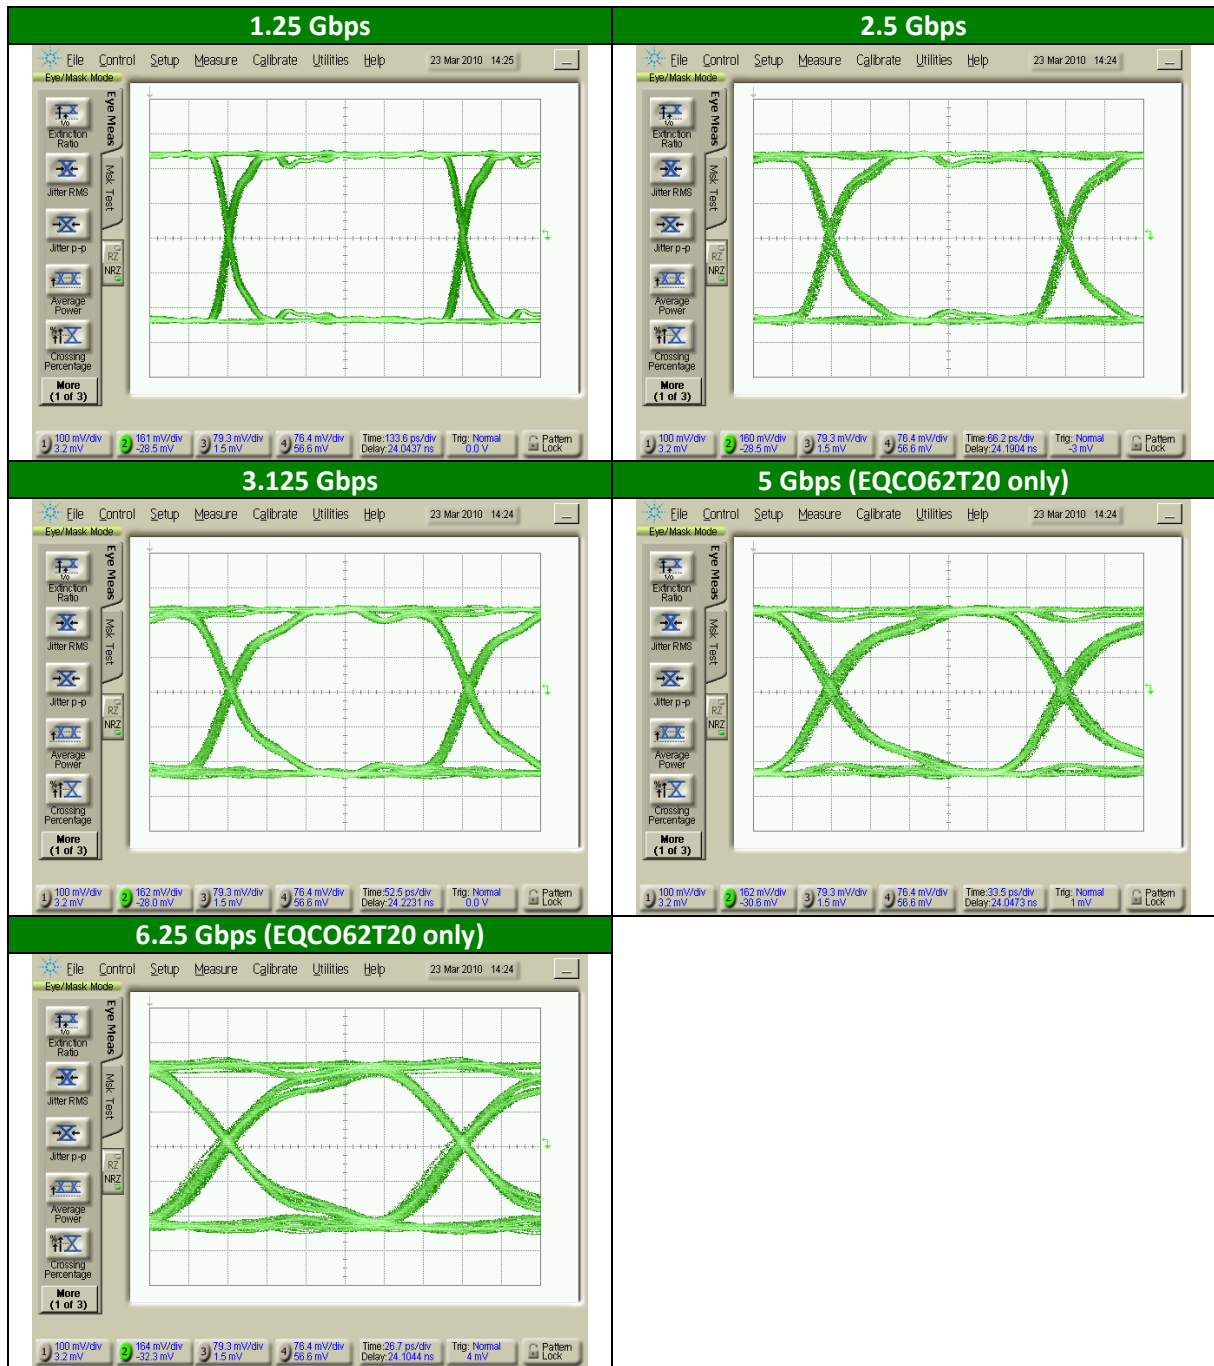 1.25 Gbps
File Control Setup Measure Calibrate Utilities Help 23 Mar 2010 14:25
Eye/Mask Mode
Eye Meas
Msk Test
Extinction
Ratio
Jitter RMS
Jitter p-p
RZ
NRZ
Average
Power
Crossing
Percentage
More
(1 of 3)
1) 100 mV/div
3.2 mV
2) 161 mV/div
-28.5 mV
3) 79.3 mV/div
1.5 mV
4) 76.4 mV/div
56.6 mV
Time:133.6 ps/div
Delay:24.0437 ns
Trig: Normal
0.0 V
Pattern
Lock
2.5 Gbps
File Control Setup Measure Calibrate Utilities Help 23 Mar 2010 14:24
Eye/Mask Mode
Eye Meas
Msk Test
Extinction
Ratio
Jitter RMS
Jitter p-p
RZ
NRZ
Average
Power
Crossing
Percentage
More
(1 of 3)
1) 100 mV/div
3.2 mV
2) 160 mV/div
-28.5 mV
3) 79.3 mV/div
1.5 mV
4) 76.4 mV/div
56.6 mV
Time:66.2 ps/div
Delay:24.1904 ns
Trig: Normal
-3 mV
Pattern
Lock
3.125 Gbps
File Control Setup Measure Calibrate Utilities Help 23 Mar 2010 14:24
Eye/Mask Mode
Eye Meas
Msk Test
Extinction
Ratio
Jitter RMS
Jitter p-p
RZ
NRZ
Average
Power
Crossing
Percentage
More
(1 of 3)
1) 100 mV/div
3.2 mV
2) 162 mV/div
-28.0 mV
3) 79.3 mV/div
1.5 mV
4) 76.4 mV/div
56.6 mV
Time:52.5 ps/div
Delay:24.2231 ns
Trig: Normal
0.0 V
Pattern
Lock
5 Gbps (EQCO62T20 only)
File Control Setup Measure Calibrate Utilities Help 23 Mar 2010 14:24
Eye/Mask Mode
Eye Meas
Msk Test
Extinction
Ratio
Jitter RMS
Jitter p-p
RZ
NRZ
Average
Power
Crossing
Percentage
More
(1 of 3)
1) 100 mV/div
3.2 mV
2) 162 mV/div
-30.6 mV
3) 79.3 mV/div
1.5 mV
4) 76.4 mV/div
56.6 mV
Time:33.5 ps/div
Delay:24.0473 ns
Trig: Normal
1 mV
Pattern
Lock
6.25 Gbps (EQCO62T20 only)
File Control Setup Measure Calibrate Utilities Help 23 Mar 2010 14:24
Eye/Mask Mode
Eye Meas
Msk Test
Extinction
Ratio
Jitter RMS
Jitter p-p
RZ
NRZ
Average
Power
Crossing
Percentage
More
(1 of 3)
1) 100 mV/div
3.2 mV
2) 164 mV/div
-32.3 mV
3) 79.3 mV/div
1.5 mV
4) 76.4 mV/div
56.6 mV
Time:26.7 ps/div
Delay:24.1044 ns
Trig: Normal
4 mV
Pattern
Lock